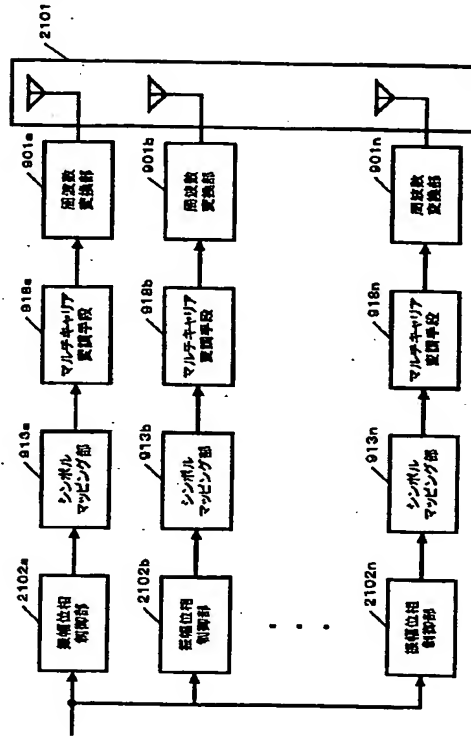 2101
901a
周波数
変換部
918a
マルチキャリア
変調手段
913a
シンボル
マッピング部
2102a
振幅位相
制御部
901b
周波数
変換部
918b
マルチキャリア
変調手段
913b
シンボル
マッピング部
2102b
振幅位相
制御部
901n
周波数
変換部
918n
マルチキャリア
変調手段
913n
シンボル
マッピング部
2102n
振幅位相
制御部